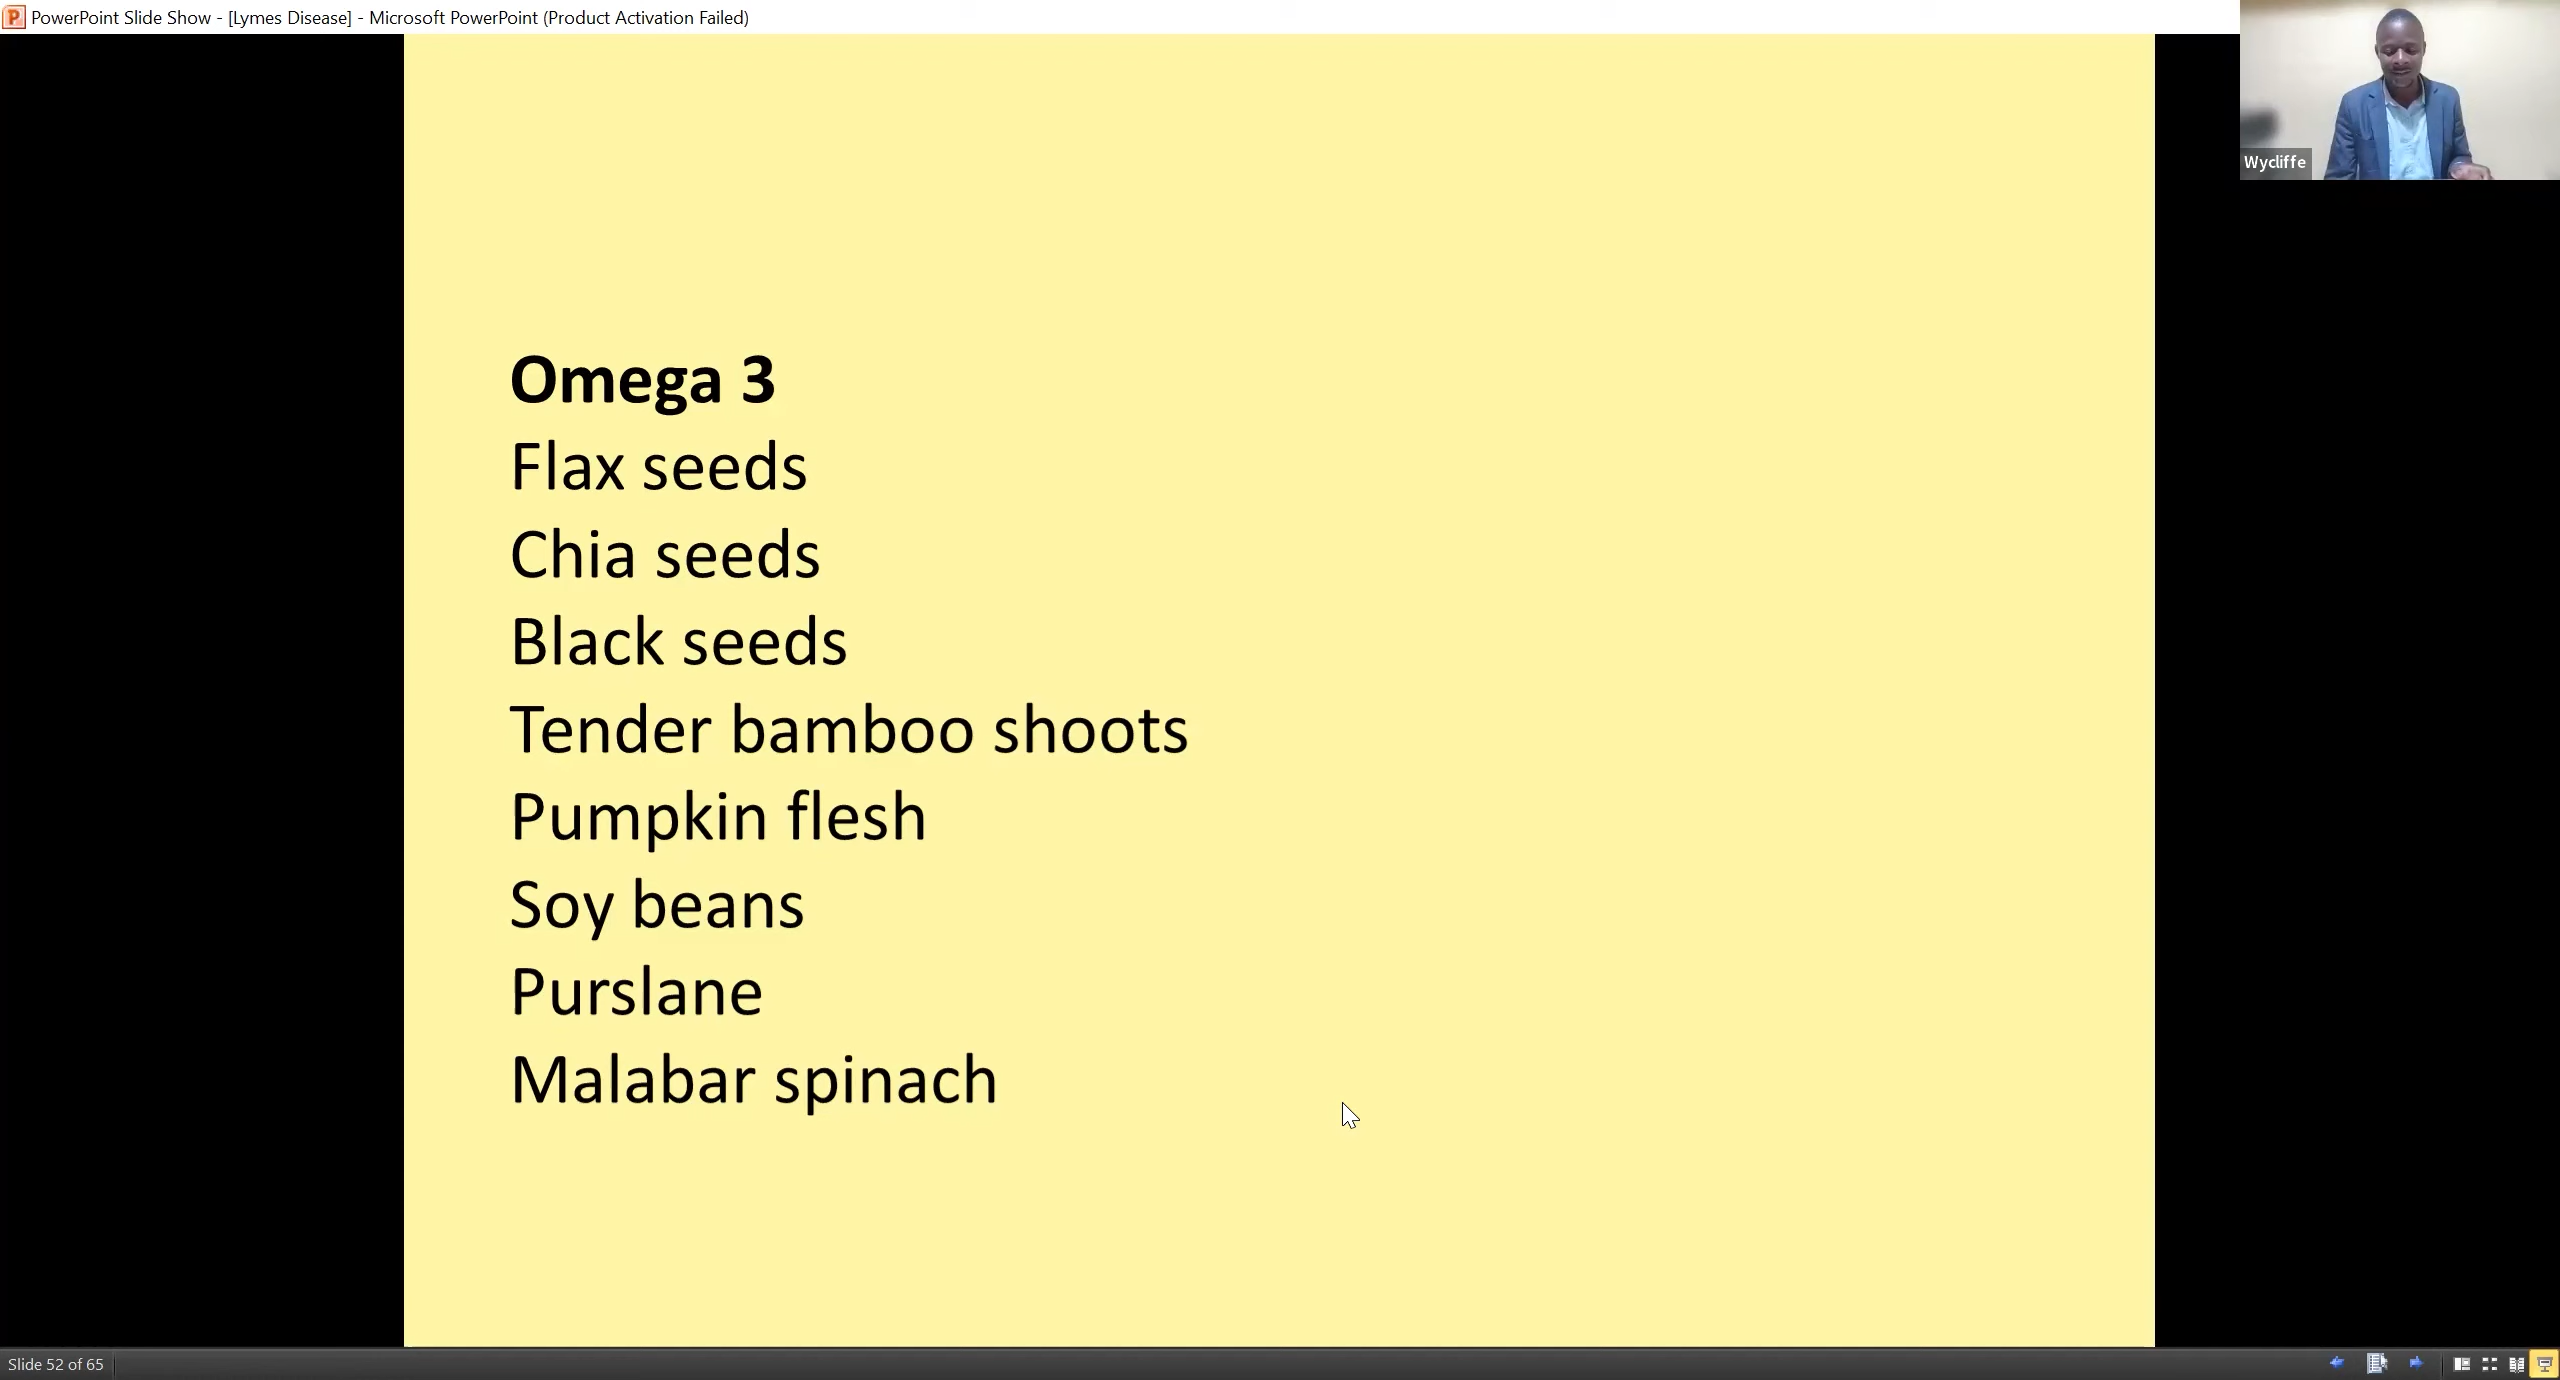 PowerPoint Slide Show - [Lymes Disease] - Microsoft PowerPoint (Product Activation Failed)
Wycliffe
Omega 3
Flax seeds
Chia seeds
Black seeds
Tender bamboo shoots
Pumpkin flesh
Soy beans
Purslane
Malabar spinach
Slide 52 of 65